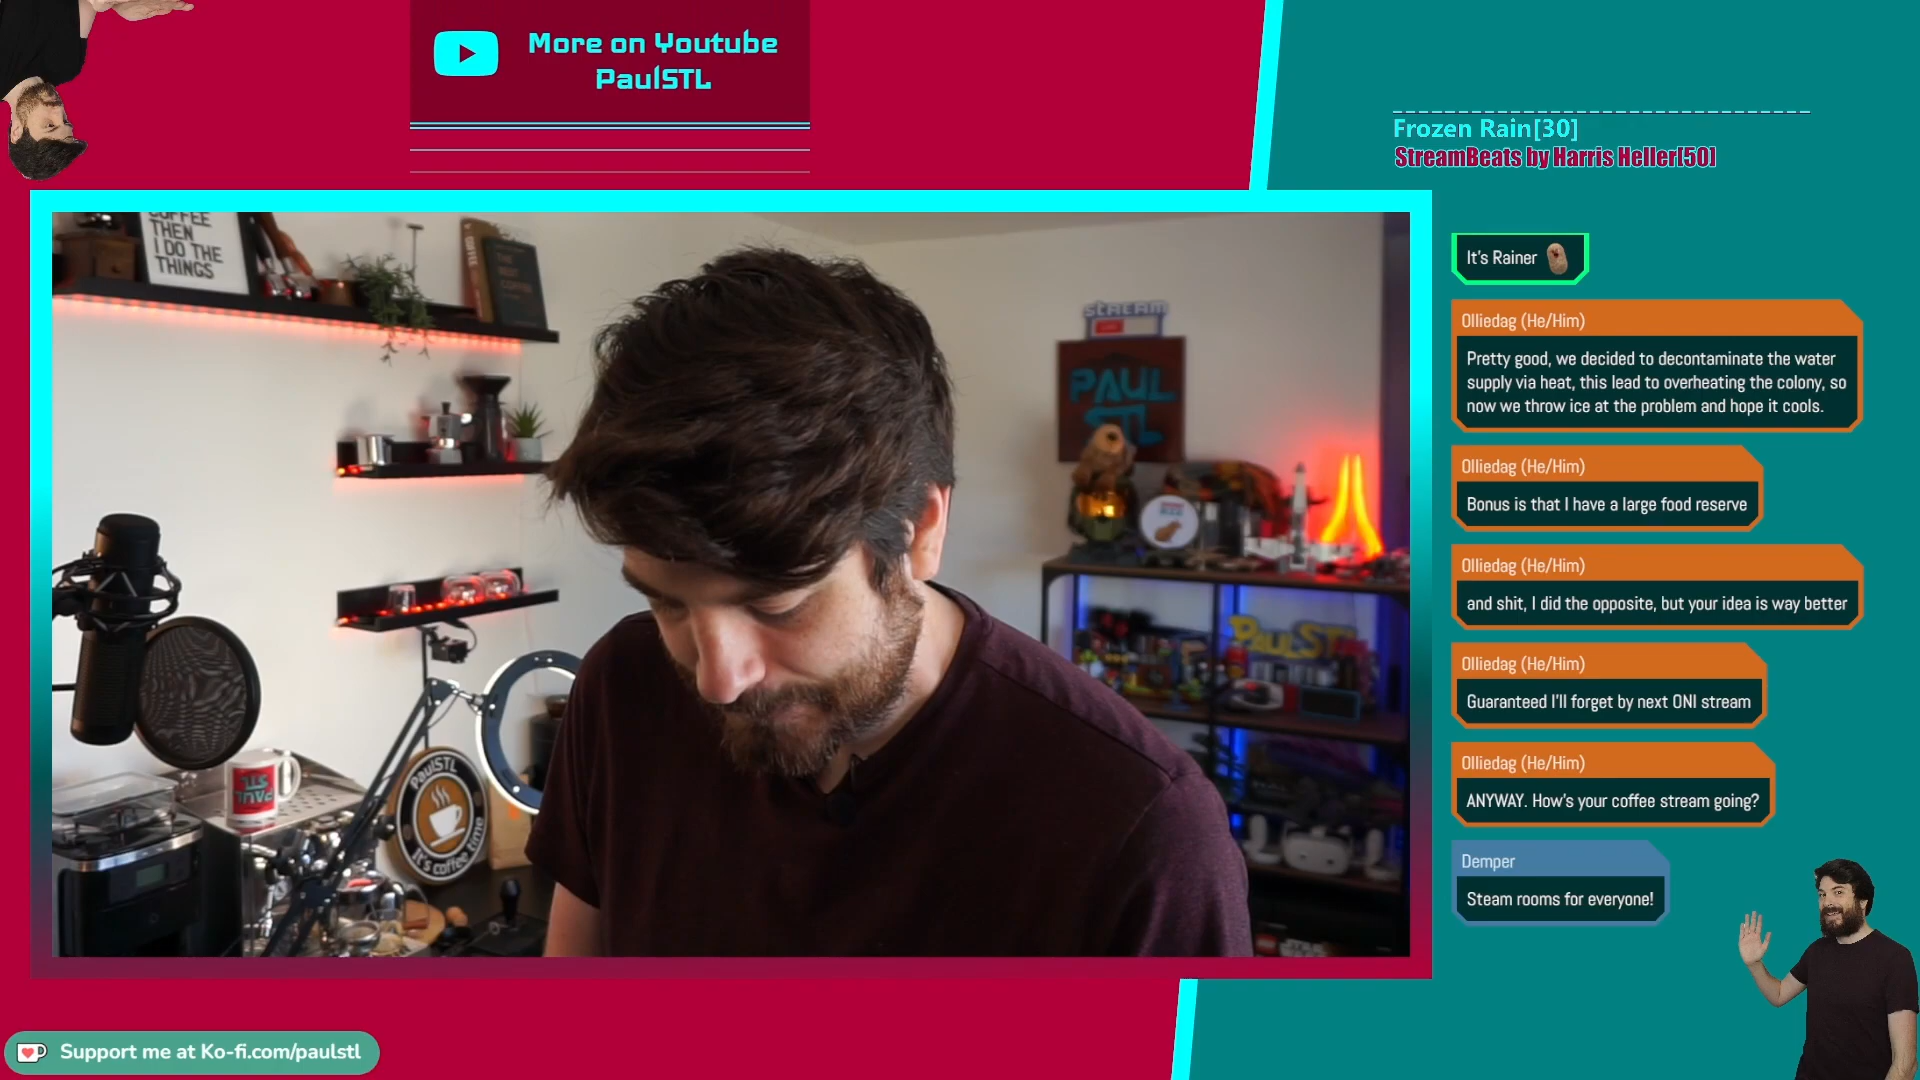 More on Youtube
PaulSTL
Frozen Rain[30]
StreamBeats by Harris Heller[50]
It's Rainer
Olliedag (He/Him)
Pretty good, we decided to decontaminate the water
supply via heat, this lead to overheating the colony, so
now we throw ice at the problem and hope it cools.
Olliedag (He/Him)
Bonus is that I have a large food reserve
Olliedag (He/Him)
and shit, I did the opposite, but your idea is way better
Olliedag (He/Him)
Guaranteed I'll forget by next ONI stream
Olliedag (He/Him)
ANYWAY. How's your coffee stream going?
Demper
Steam rooms for everyone!
COFFEE
THEN
I DO THE
THINGS
COFFEE
STREAM
PAUL
STL
PAULSTL
PaulSTL
it's coffee time
STAR
Support me at Ko-fi.com/paulstl